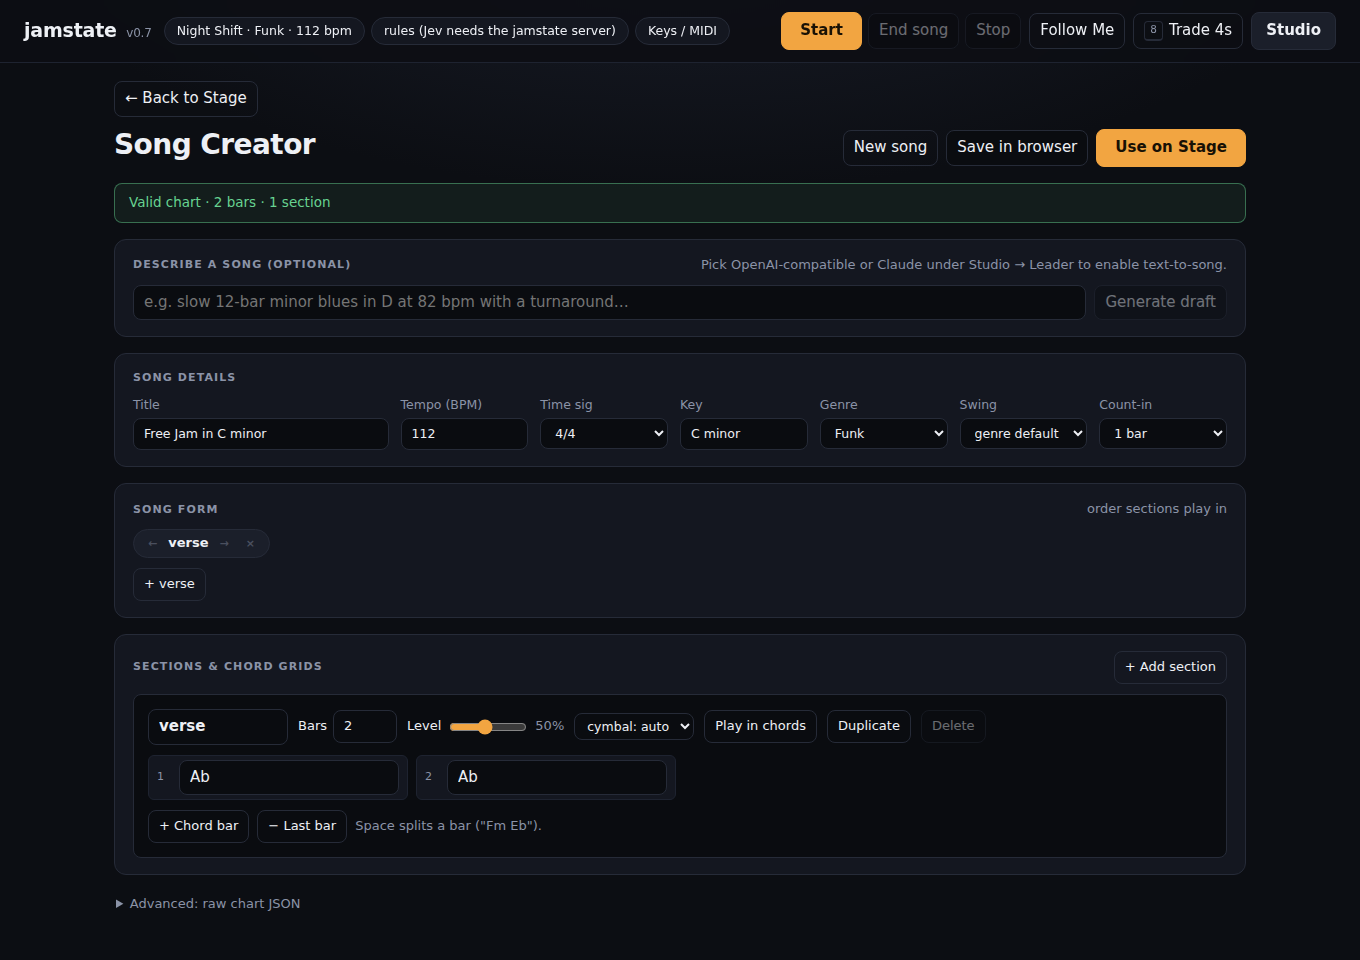 jamstate v0.7 Night Shift · Funk · 112 bpm rules (Jev needs the jamstate server) Keys / MIDI Start End song Stop Follow Me 8 Trade 4s Studio
← Back to Stage
Song Creator New song Save in browser Use on Stage
Valid chart · 2 bars · 1 section
DESCRIBE A SONG (OPTIONAL) Pick OpenAI-compatible or Claude under Studio → Leader to enable text-to-song.
e.g. slow 12-bar minor blues in D at 82 bpm with a turnaround... Generate draft
SONG DETAILS
Title Tempo (BPM) Time sig Key Genre Swing Count-in
Free Jam in C minor 112 4/4 C minor Funk genre default 1 bar
SONG FORM order sections play in
← verse → ×
+ verse
SECTIONS & CHORD GRIDS + Add section
verse Bars 2 Level 50% cymbal: auto Play in chords Duplicate Delete
1 Ab 2 Ab
+ Chord bar − Last bar Space splits a bar ("Fm Eb").
▶ Advanced: raw chart JSON